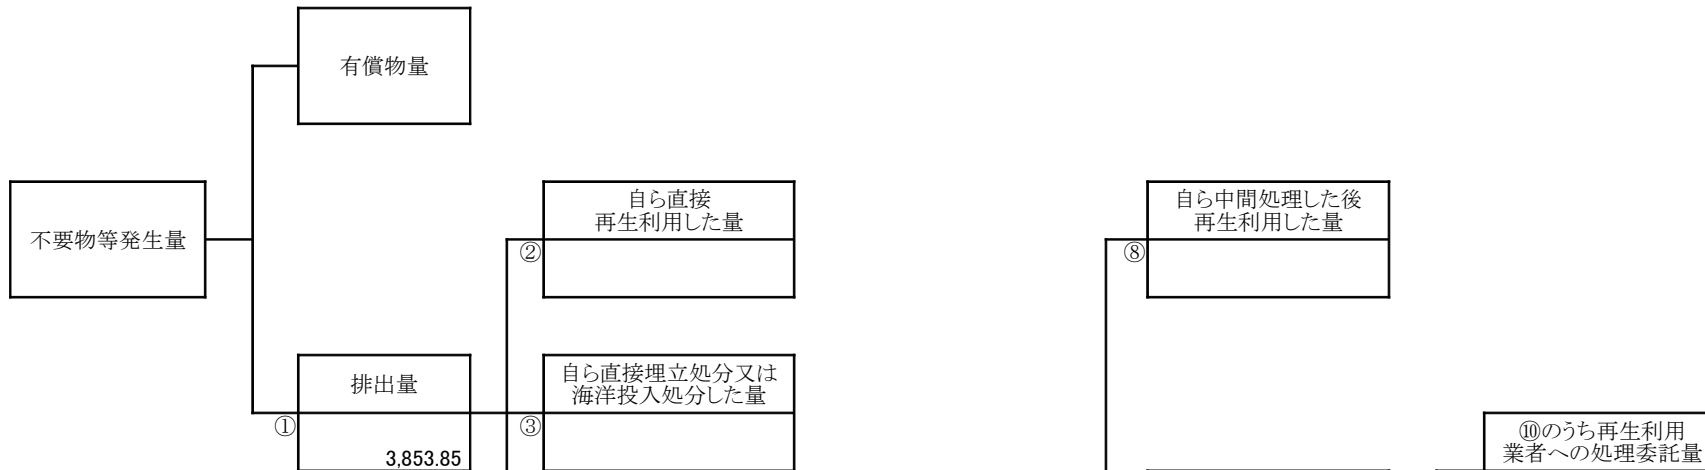 有償物量
不要物等発生量
自ら直接
再生利用した量
②
自ら中間処理した後
再生利用した量
⑧
排出量
①
3,853.85
自ら直接埋立処分又は
海洋投入処分した量
③
⑩のうち再生利用
業者への処理委託量